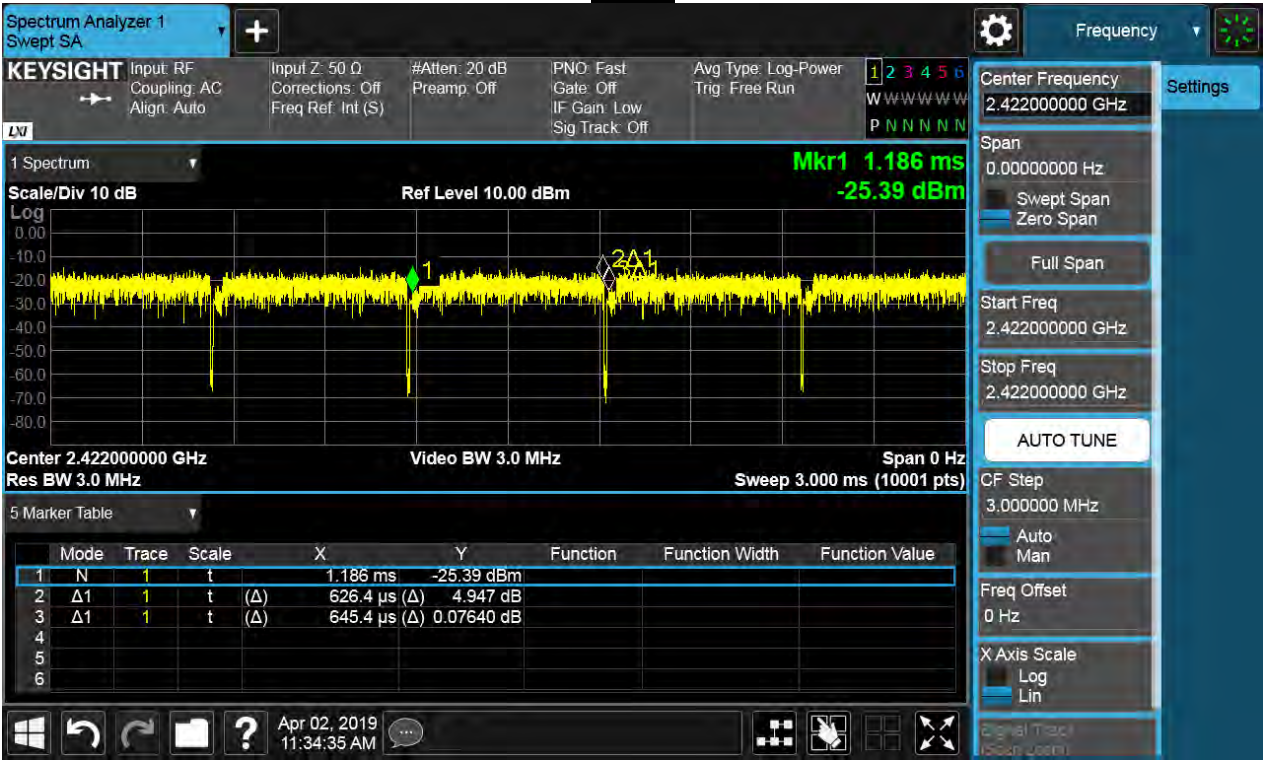 Spectrum Analyzer 1
Swept SA
+
Frequency
KEYSIGHT
LXI
Input: RF
Coupling: AC
Align: Auto
Input Z: 50 Ω
Corrections: Off
Freq Ref: Int (S)
#Atten: 20 dB
Preamp: Off
PNO: Fast
Gate: Off
IF Gain: Low
Sig Track: Off
Avg Type: Log-Power
Trig: Free Run
1 2 3 4 5 6
W W W W W W
P N N N N N
1 Spectrum
Mkr1 1.186 ms
-25.39 dBm
Scale/Div 10 dB
Ref Level 10.00 dBm
Log
0.00
-10.0
-20.0
-30.0
-40.0
-50.0
-60.0
-70.0
-80.0
1
2Δ1
Center 2.422000000 GHz
Video BW 3.0 MHz
Span 0 Hz
Res BW 3.0 MHz
Sweep 3.000 ms (10001 pts)
5 Marker Table
Mode Trace Scale X Y Function Function Width Function Value
1 N 1 t 1.186 ms -25.39 dBm
2 Δ1 1 t (Δ) 626.4 µs (Δ) 4.947 dB
3 Δ1 1 t (Δ) 645.4 µs (Δ) 0.07640 dB
4
5
6
Apr 02, 2019
11:34:35 AM
?
Center Frequency
2.422000000 GHz
Settings
Span
0.00000000 Hz
Swept Span
Zero Span
Full Span
Start Freq
2.422000000 GHz
Stop Freq
2.422000000 GHz
AUTO TUNE
CF Step
3.000000 MHz
Auto
Man
Freq Offset
0 Hz
X Axis Scale
Log
Lin